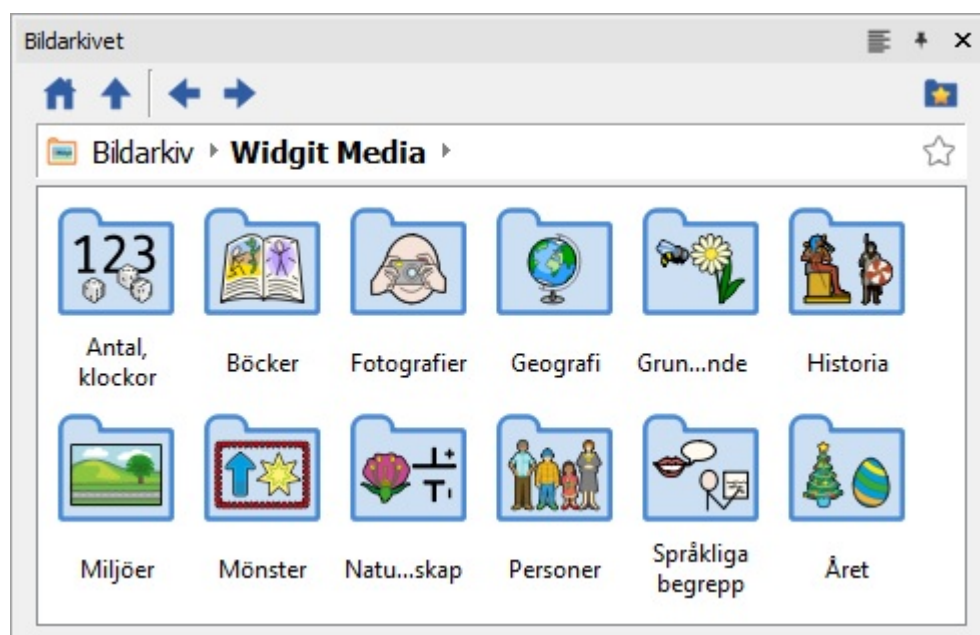 Bildarkivet
Bildarkiv Widgit Media
123
Antal,
klockor
Böcker
Fotografier
Geografi
Grun...nde
Historia
Miljöer
Mönster
Natu...skap
Personer
Språkliga
begrepp
Året